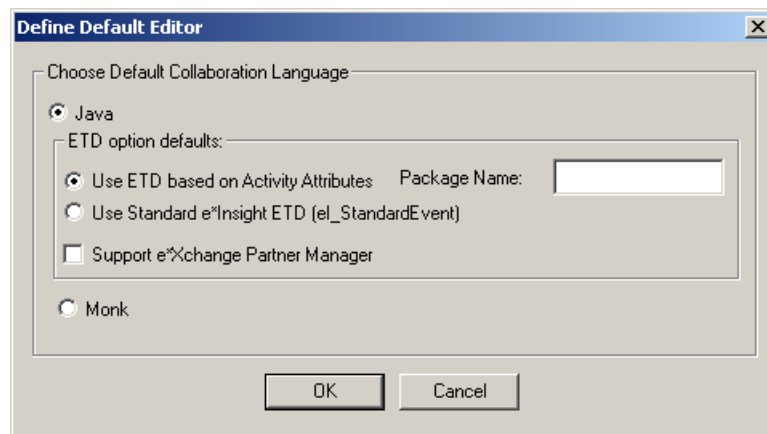 Define Default Editor
Choose Default Collaboration Language
Java
ETD option defaults:
Use ETD based on Activity Attributes Package Name:
Use Standard e*Insight ETD (eI_StandardEvent)
Support e*Xchange Partner Manager
Monk
OK Cancel